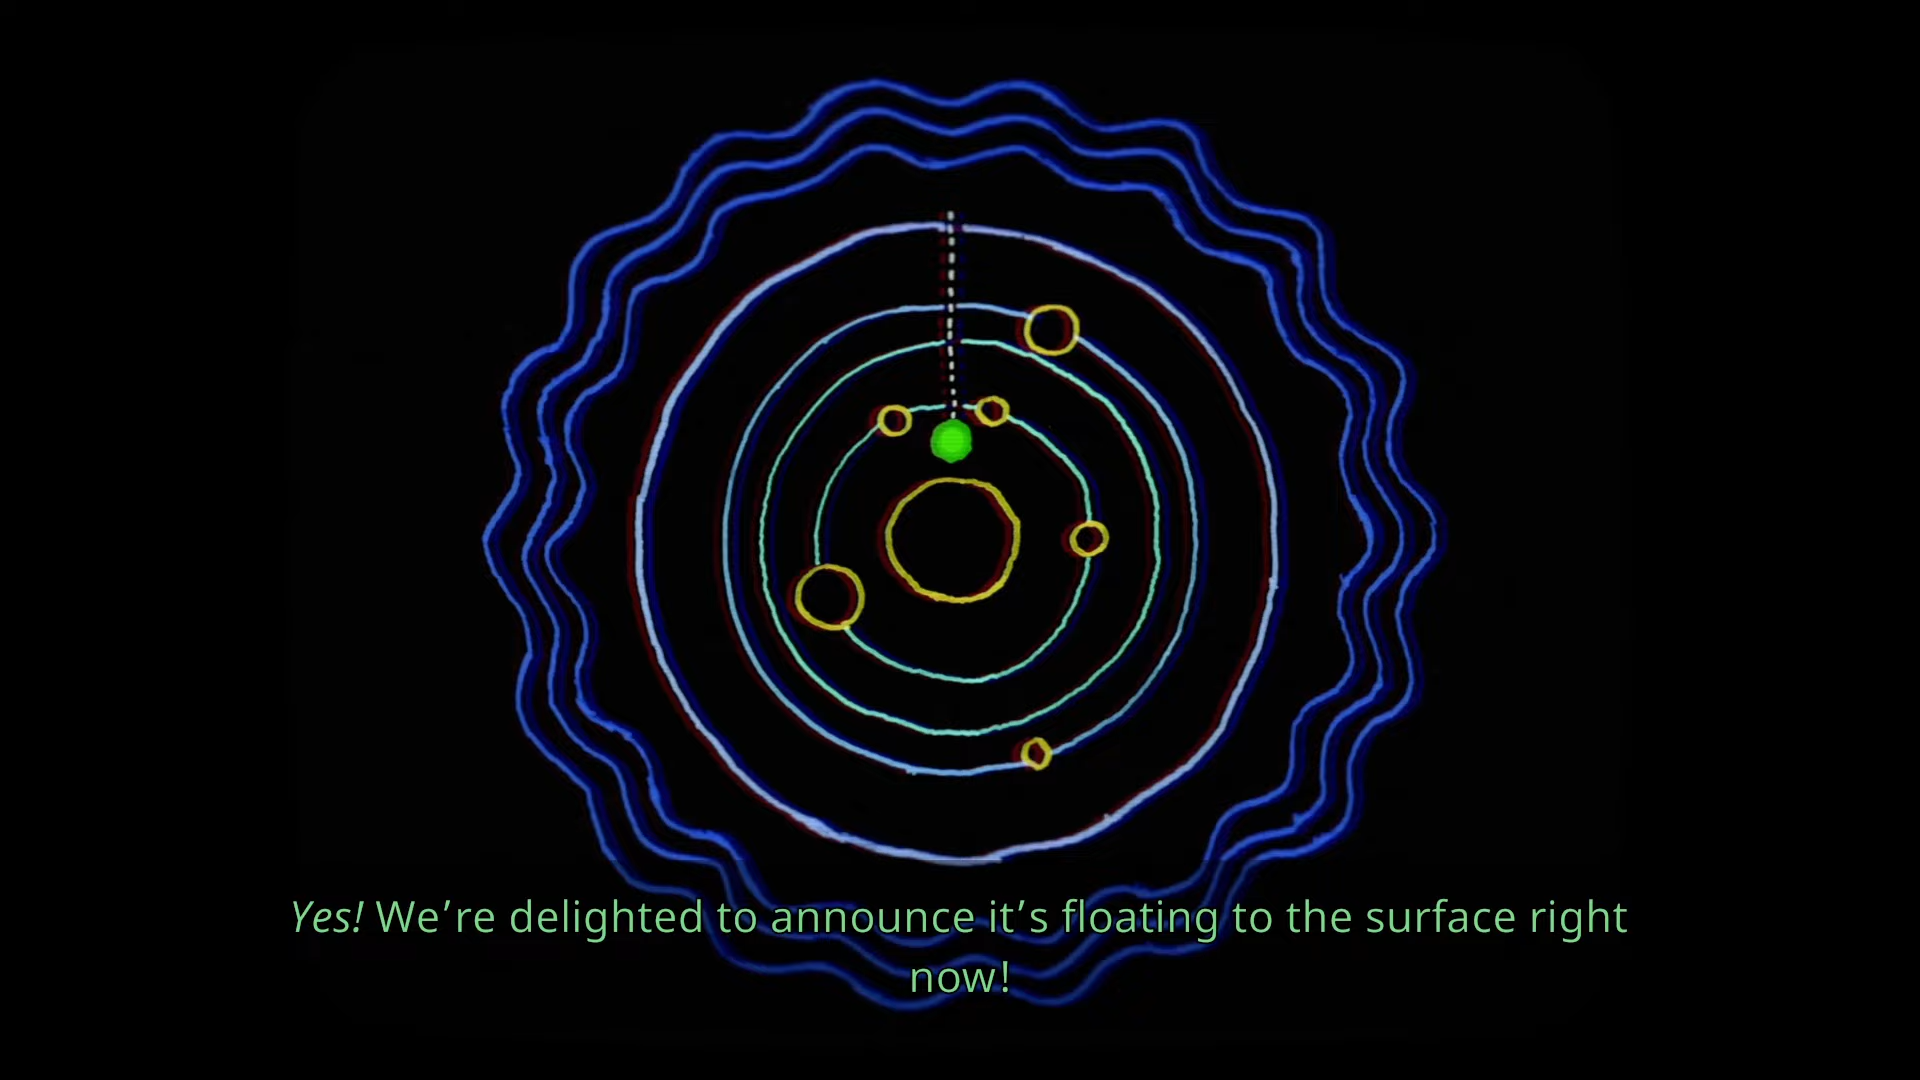 Yes! We’re delighted to announce it’s floating to the surface right
now!